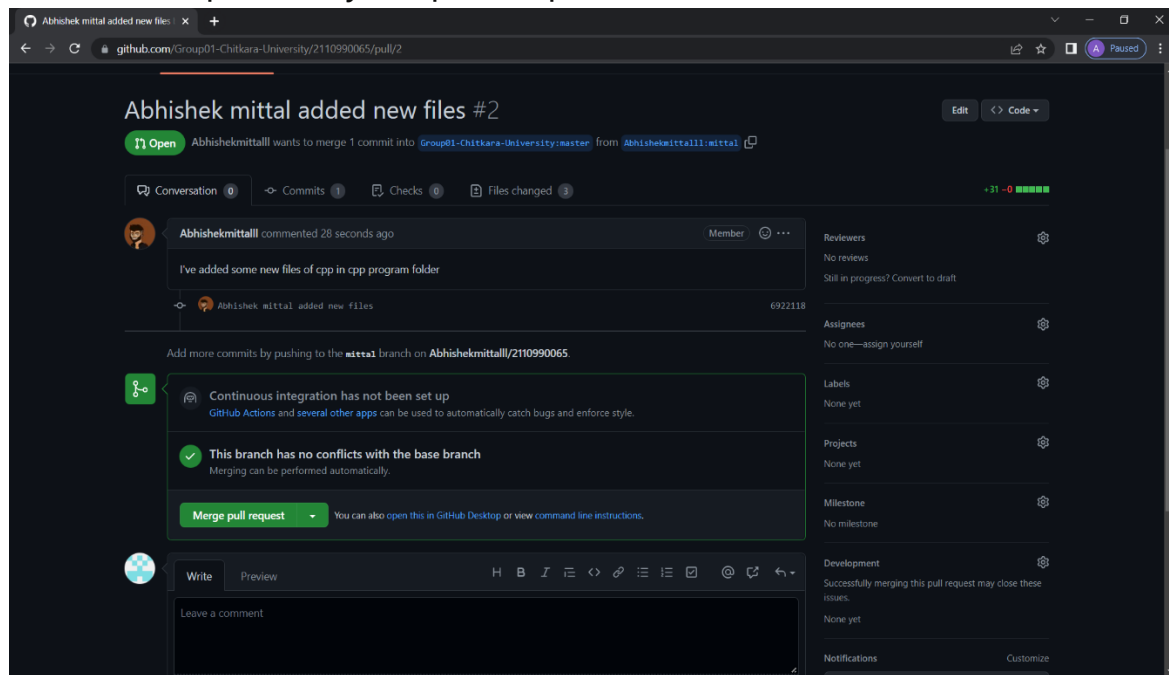 Abhishek mittal added new files
github.com/Group01-Chitkara-University/2110990065/pull/2
A Paused
Abhishek mittal added new files #2
Edit <> Code
Open Abhishekmittalll wants to merge 1 commit into Group01-Chitkara-University:master from Abhishekmittalll:mittal
Conversation 0 Commits 1 Checks 0 Files changed 3 +31 −0
Abhishekmittalll commented 28 seconds ago Member ...
I've added some new files of cpp in cpp program folder
Abhishek mittal added new files 6922118
Add more commits by pushing to the mittal branch on Abhishekmittalll/2110990065.
Continuous integration has not been set up
GitHub Actions and several other apps can be used to automatically catch bugs and enforce style.
This branch has no conflicts with the base branch
Merging can be performed automatically.
Merge pull request You can also open this in GitHub Desktop or view command line instructions.
Write Preview H B I <> @
Leave a comment
Reviewers
No reviews
Still in progress? Convert to draft
Assignees
No one—assign yourself
Labels
None yet
Projects
None yet
Milestone
No milestone
Development
Successfully merging this pull request may close these
issues.
None yet
Notifications Customize